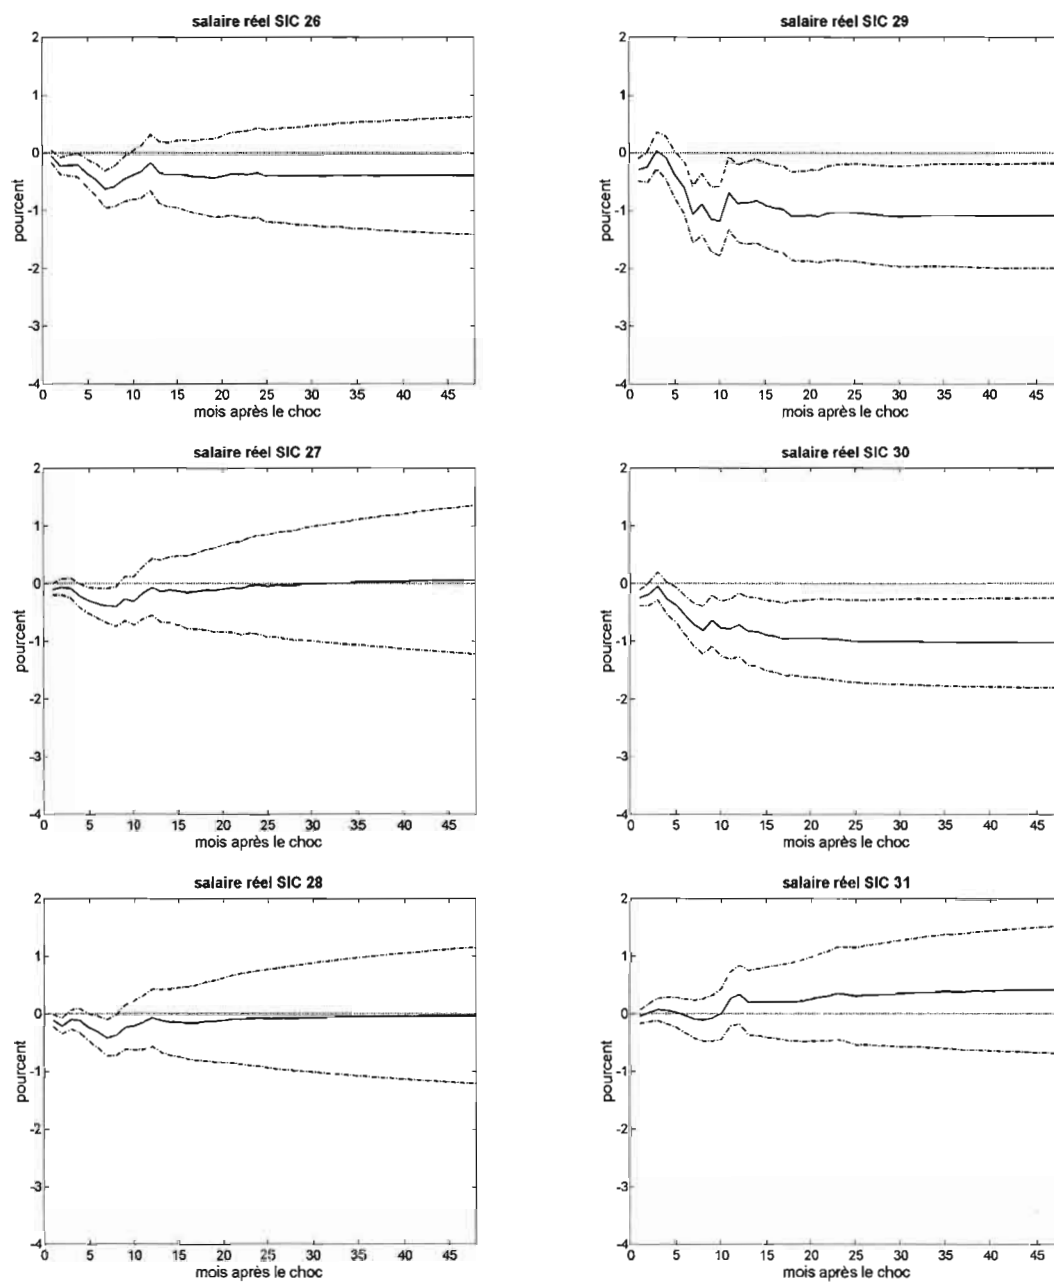 salaire réel SIC 26
2
1
0
-1
-2
-3
-4
pourcent
0 5 10 15 20 25 30 35 40 45
mois après le choc
salaire réel SIC 29
2
1
0
-1
-2
-3
-4
pourcent
0 5 10 15 20 25 30 35 40 45
mois après le choc
salaire réel SIC 27
2
1
0
-1
-2
-3
-4
pourcent
0 5 10 15 20 25 30 35 40 45
mois après le choc
salaire réel SIC 30
2
1
0
-1
-2
-3
-4
pourcent
0 5 10 15 20 25 30 35 40 45
mois après le choc
salaire réel SIC 28
2
1
0
-1
-2
-3
-4
pourcent
0 5 10 15 20 25 30 35 40 45
mois après le choc
salaire réel SIC 31
2
1
0
-1
-2
-3
-4
pourcent
0 5 10 15 20 25 30 35 40 45
mois après le choc